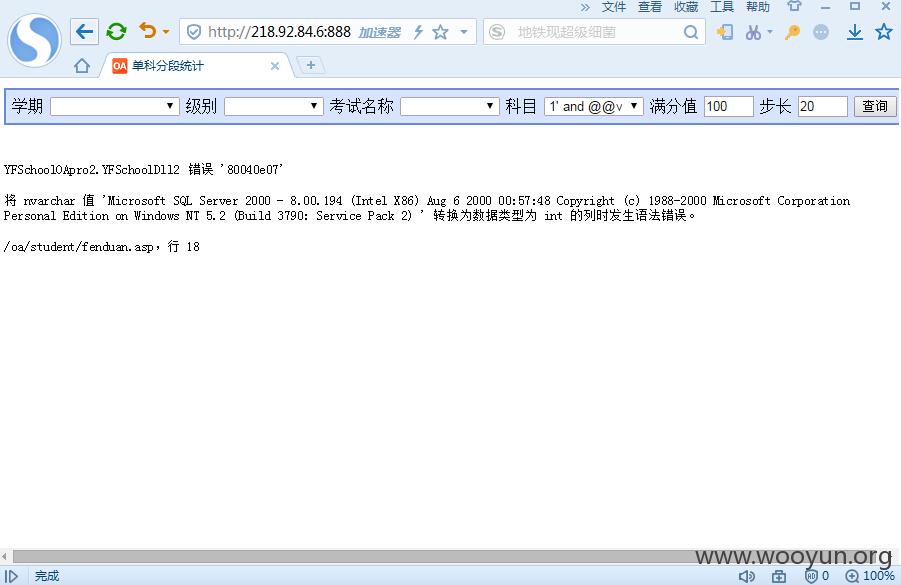 » 文件 查看 收藏 工具 帮助
http://218.92.84.6:888 加速器 地铁现超级细菌
OA 单科分段统计
学期 级别 考试名称 科目 1' and @@v 满分值 100 步长 20 查询
YFSchoolOApro2.YFSchoolDll2 错误 '80040e07'
将 nvarchar 值 'Microsoft SQL Server 2000 - 8.00.194 (Intel X86) Aug 6 2000 00:57:48 Copyright (c) 1988-2000 Microsoft Corporation
Personal Edition on Windows NT 5.2 (Build 3790: Service Pack 2) ' 转换为数据类型为 int 的列时发生语法错误。
/oa/student/fenduan.asp，行 18
www.wooyun.org
完成 0 100%